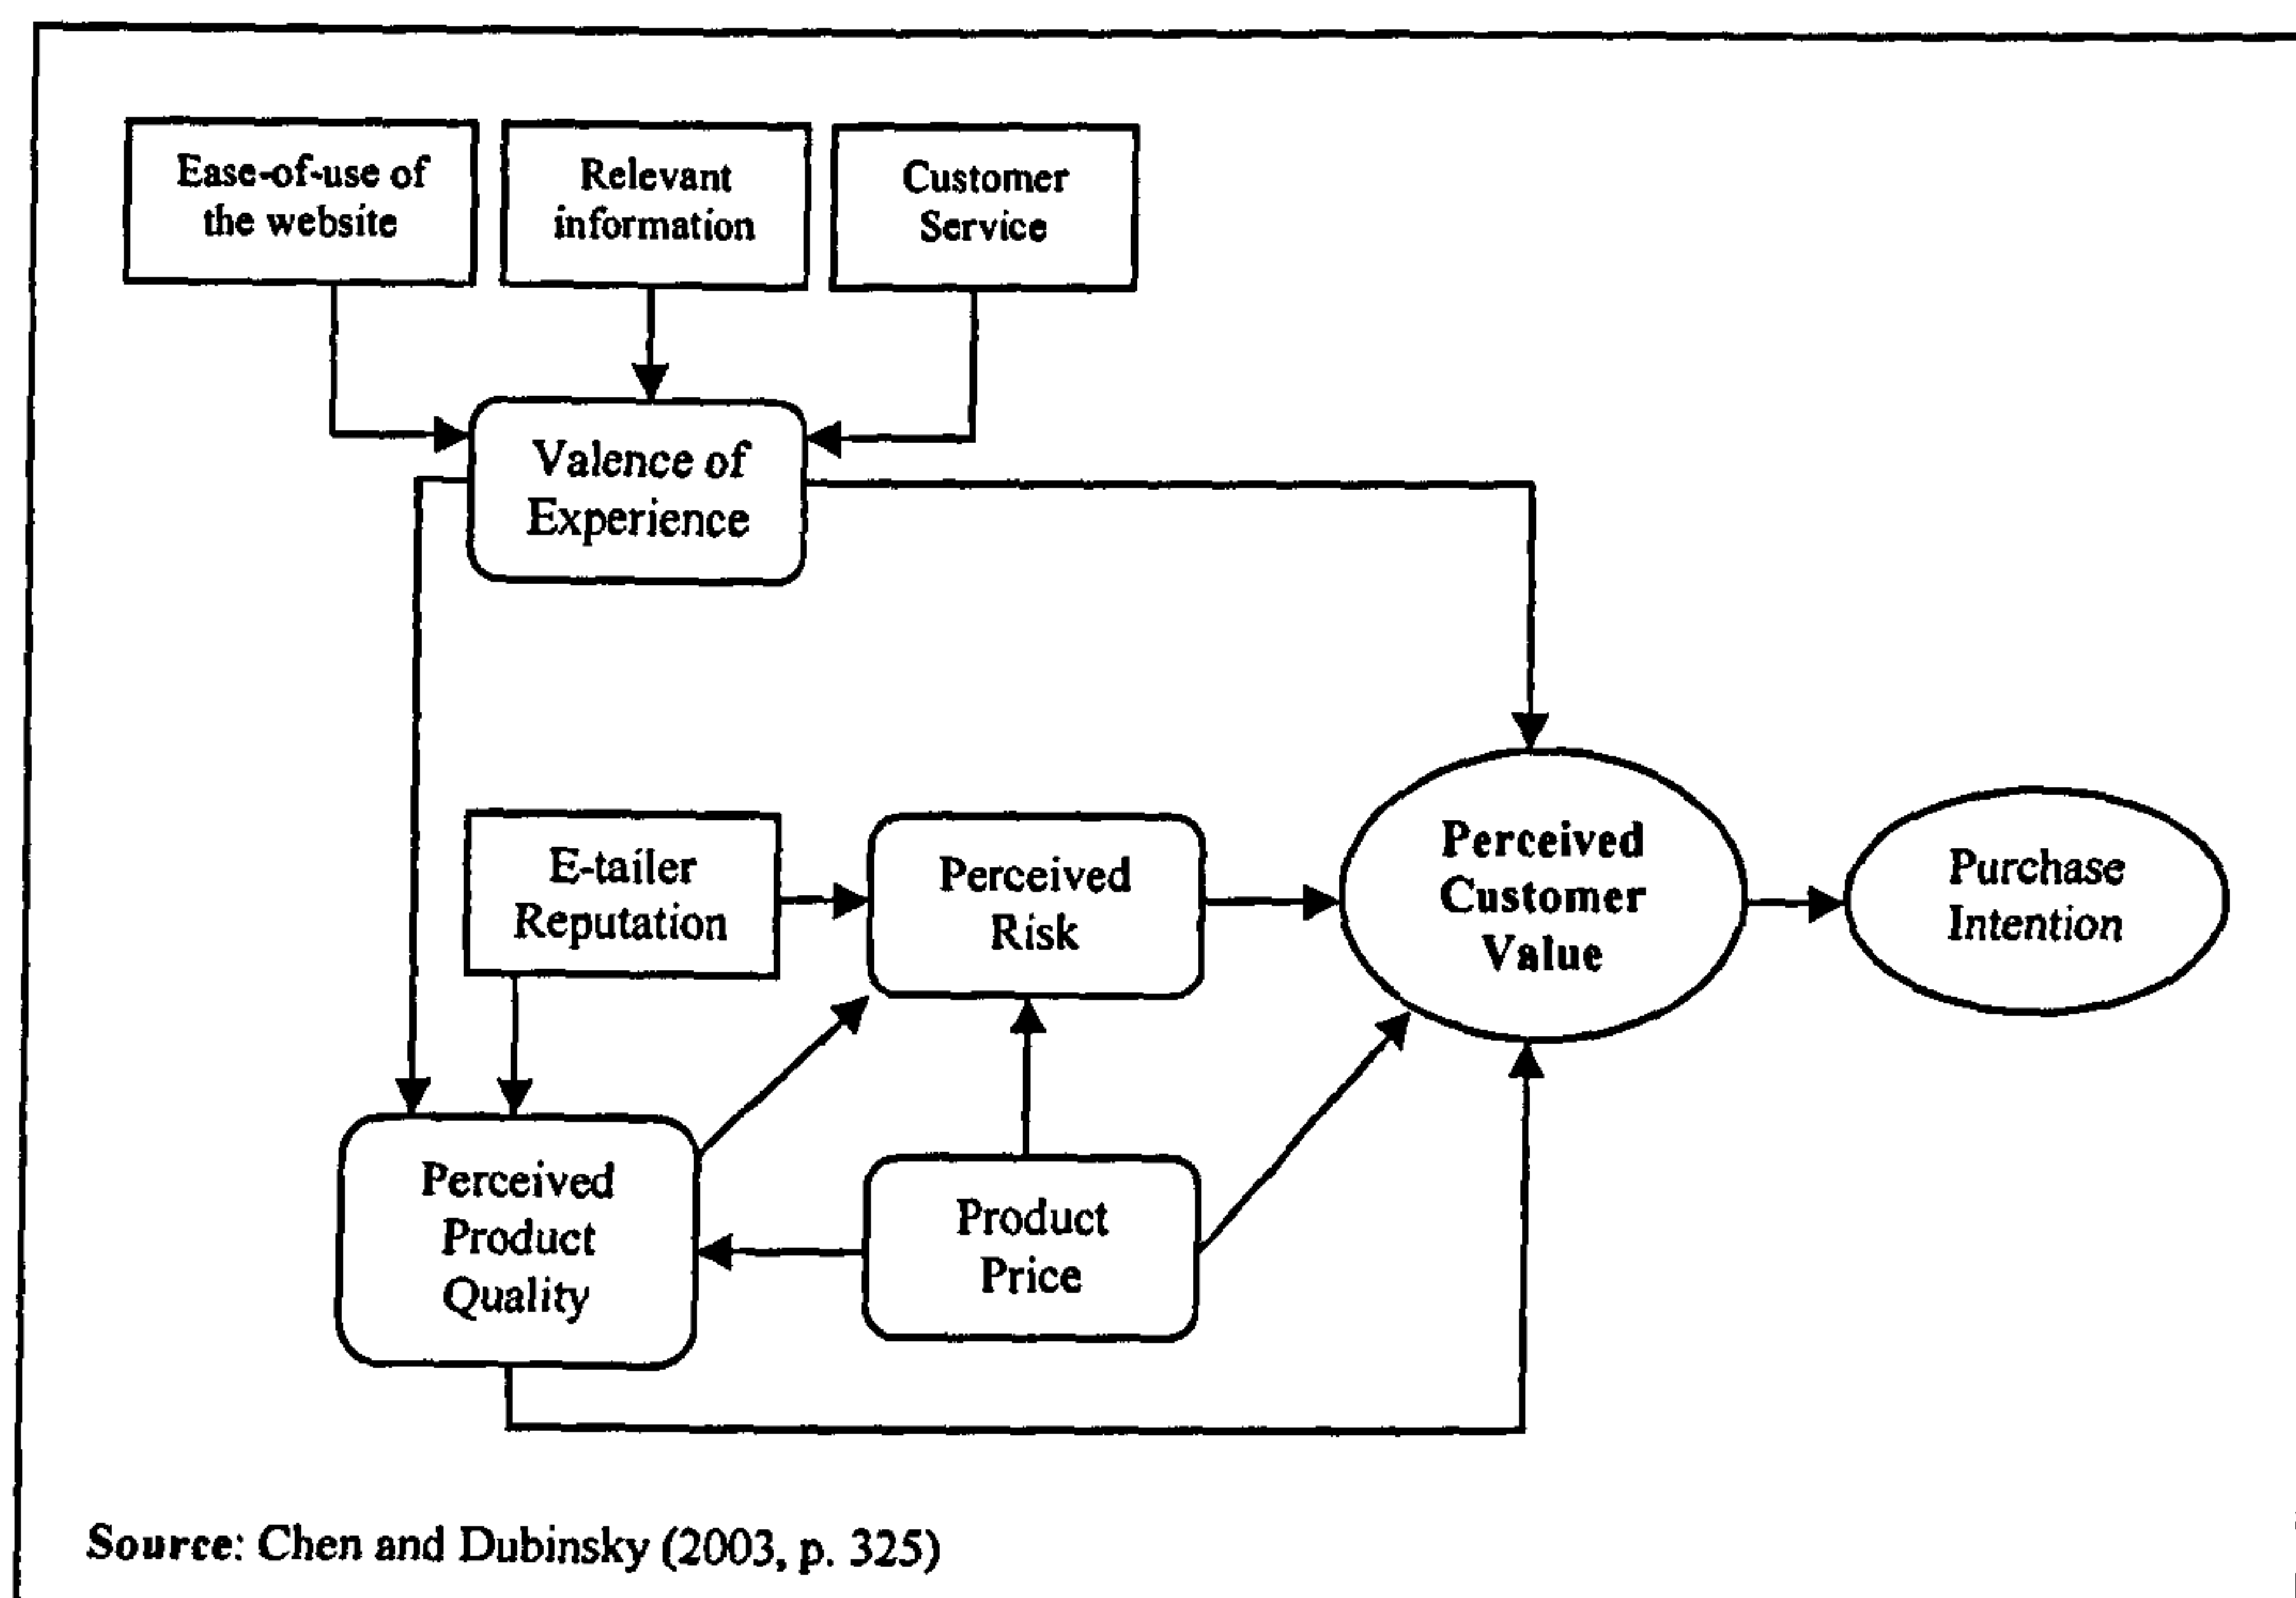 Ease-of-use of
the website
Relevant
information
Customer
Service
Valence of
Experience
E-tailer
Reputation
Perceived
Risk
Perceived
Customer
Value
Purchase
Intention
Perceived
Product
Quality
Product
Price
Source: Chen and Dubinsky (2003, p. 325)